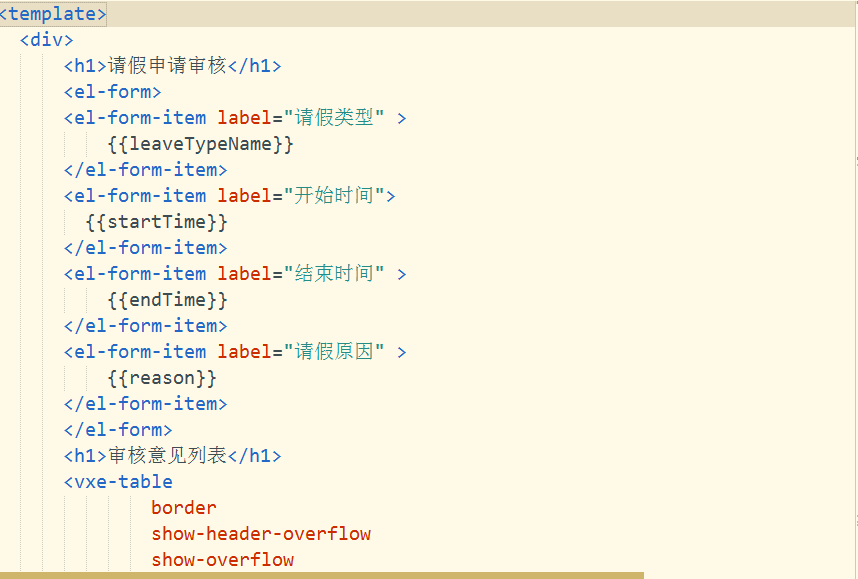 <template>
<div>
<h1>请假申请审核</h1>
<el-form>
<el-form-item label="请假类型" >
{{leaveTypeName}}
</el-form-item>
<el-form-item label="开始时间">
{{startTime}}
</el-form-item>
<el-form-item label="结束时间" >
{{endTime}}
</el-form-item>
<el-form-item label="请假原因" >
{{reason}}
</el-form-item>
</el-form>
<h1>审核意见列表</h1>
<vxe-table
border
show-header-overflow
show-overflow